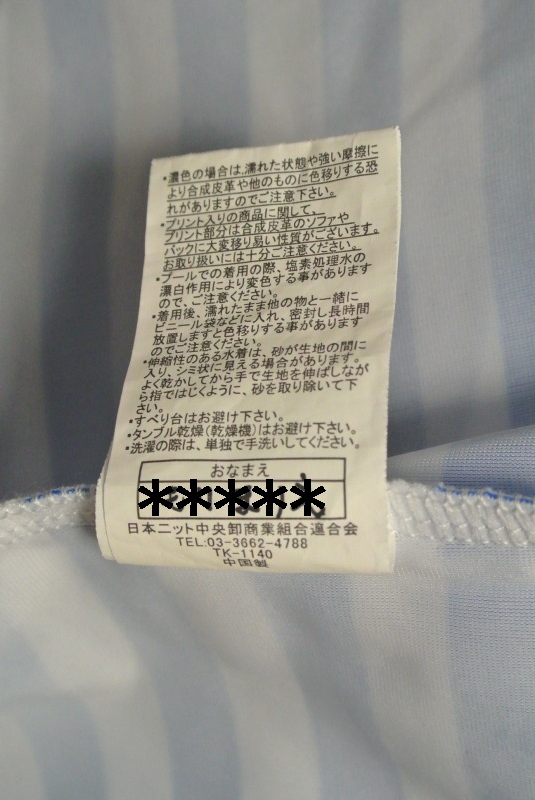 ・濃色の場合は、濡れた状態や強い摩擦に
より合成皮革や他のものに色移りする恐
れがありますのでご注意下さい。
・プリント入りの商品に関して、
プリント部分は合成皮革のソファや
バックに大変移り易い性質がございます。
お取り扱いには十分ご注意ください。
・プールでの着用の際、塩素処理水の
漂白作用により変色する事があります
ので、ご注意ください。
・着用後、濡れたまま他の物と一緒に
ビニール袋などに入れ、密封し長時間
放置しますと色移りする事があります
のでご注意ください。
・伸縮性のある水着は、砂が生地の間に
入り、シミ状に見える場合があります。
よく乾かしてから手で生地を伸ばしなが
ら指ではじくように、砂を取り除いて下
さい。
・すべり台はお避け下さい。
・タンブル乾燥(乾燥機)はお避け下さい。
・洗濯の際は、単独で手洗いしてください。
おなまえ
*****
日本ニット中央卸商業組合連合会
TEL:03-3662-4788
TK-1140
中国製